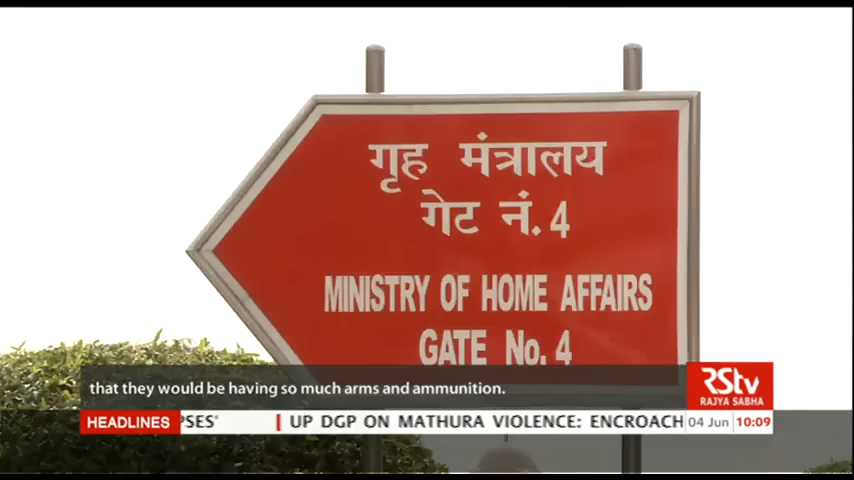 गृह मंत्रालय
गेट नं. 4
MINISTRY OF HOME AFFAIRS
GATE No. 4
that they would be having so much arms and ammunition.
RStv
RAJYA SABHA
HEADLINES PSES' UP DGP ON MATHURA VIOLENCE: ENCROACH 04 Jun 10:09